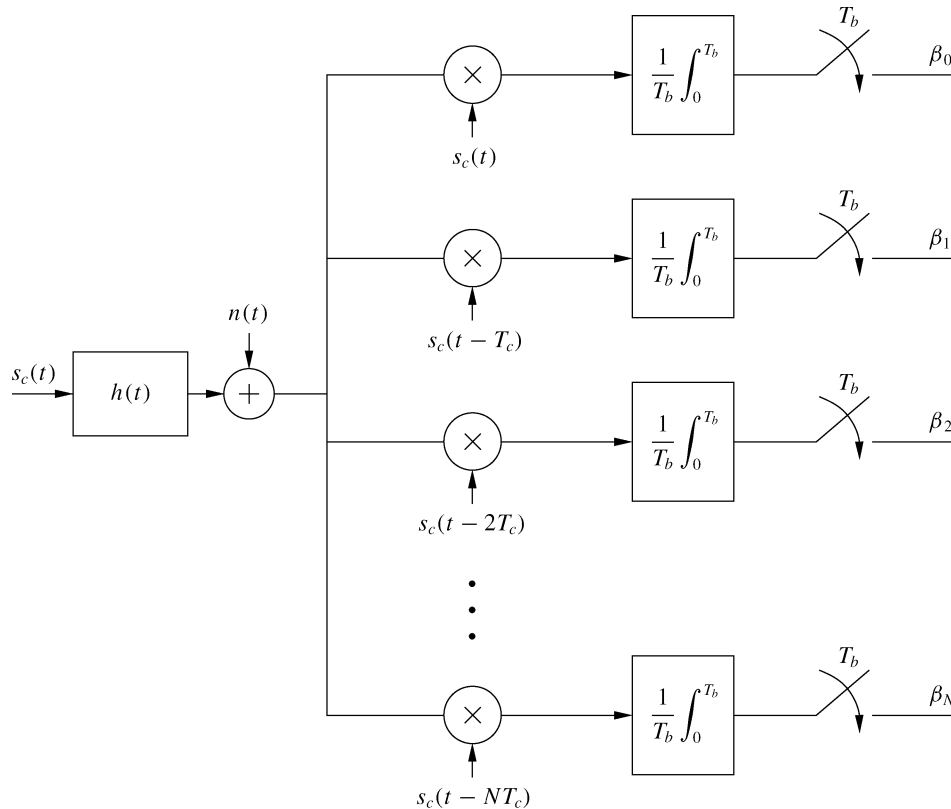 T_b
1/T_b ∫_0^{T_b}
β_0
s_c(t)
T_b
1/T_b ∫_0^{T_b}
β_1
s_c(t − T_c)
n(t)
s_c(t)
h(t)
+
T_b
1/T_b ∫_0^{T_b}
β_2
s_c(t − 2T_c)
T_b
1/T_b ∫_0^{T_b}
β_N
s_c(t − NT_c)